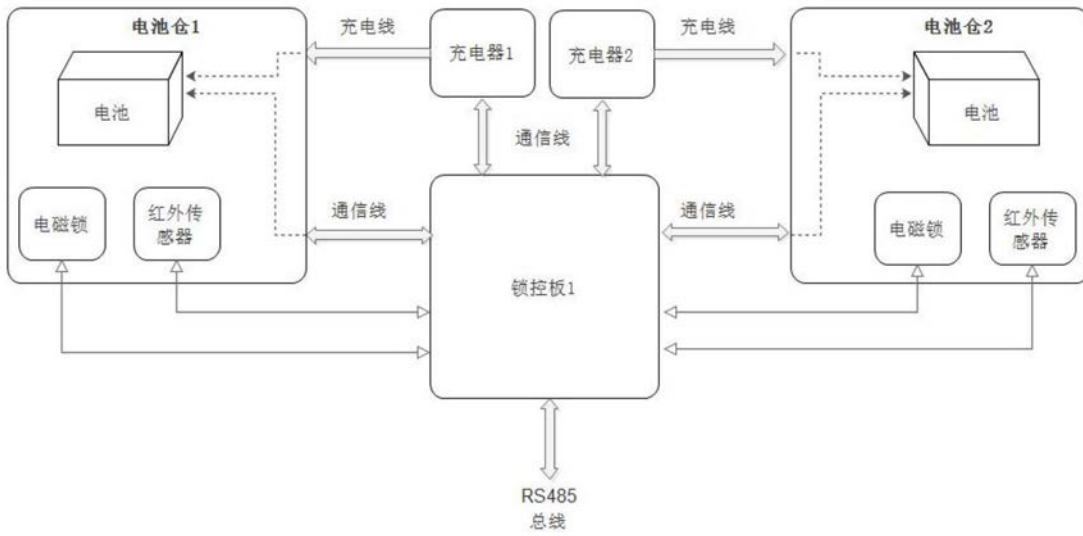 电池仓1
充电线
充电器1
充电器2
充电线
电池仓2
电池
电池
通信线
电磁锁
红外传
感器
通信线
通信线
电磁锁
红外传
感器
锁控板1
RS485
总线